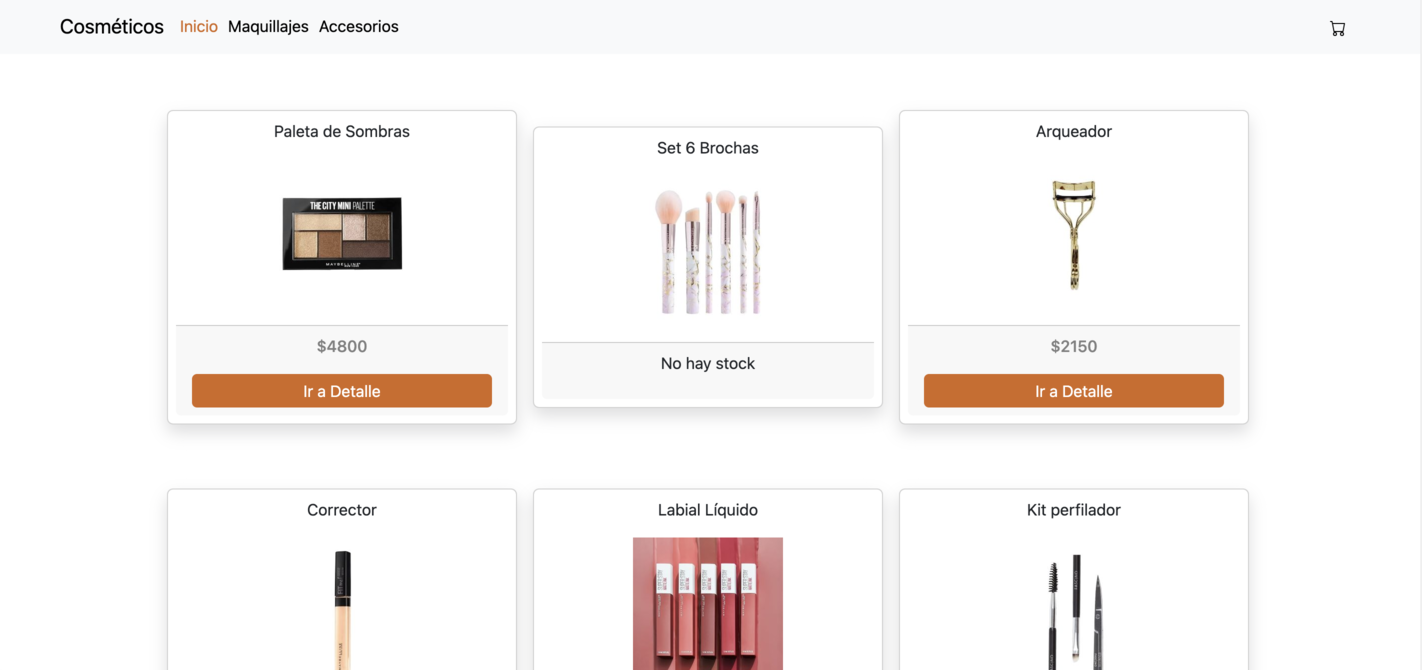 Cosméticos Inicio Maquillajes Accesorios
Paleta de Sombras
THE CITY MINI PALETTE
MAYBELLINE
$4800
Ir a Detalle
Set 6 Brochas
No hay stock
Arqueador
$2150
Ir a Detalle
Corrector
Labial Líquido
Kit perfilador